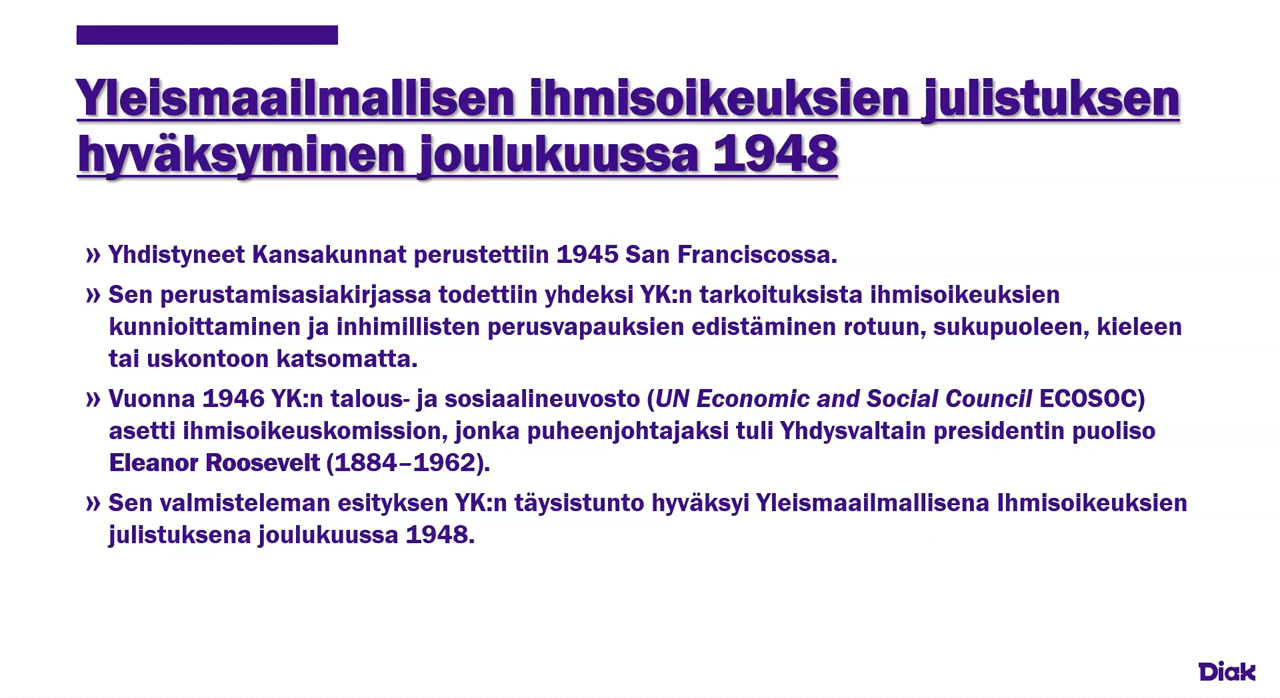 Yleismaailmallisen ihmisoikeuksien julistuksen
hyväksyminen joulukuussa 1948
» Yhdistyneet Kansakunnat perustettiin 1945 San Franciscossa.
» Sen perustamisasiakirjassa todettiin yhdeksi YK:n tarkoituksista ihmisoikeuksien
kunnioittaminen ja inhimillisten perusvapauksien edistäminen rotuun, sukupuoleen, kieleen
tai uskontoon katsomatta.
» Vuonna 1946 YK:n talous- ja sosiaalineuvosto (UN Economic and Social Council ECOSOC)
asetti ihmisoikeuskomission, jonka puheenjohtajaksi tuli Yhdysvaltain presidentin puoliso
Eleanor Roosevelt (1884–1962).
» Sen valmisteleman esityksen YK:n täysistunto hyväksyi Yleismaailmallisena Ihmisoikeuksien
julistuksena joulukuussa 1948.
Diak